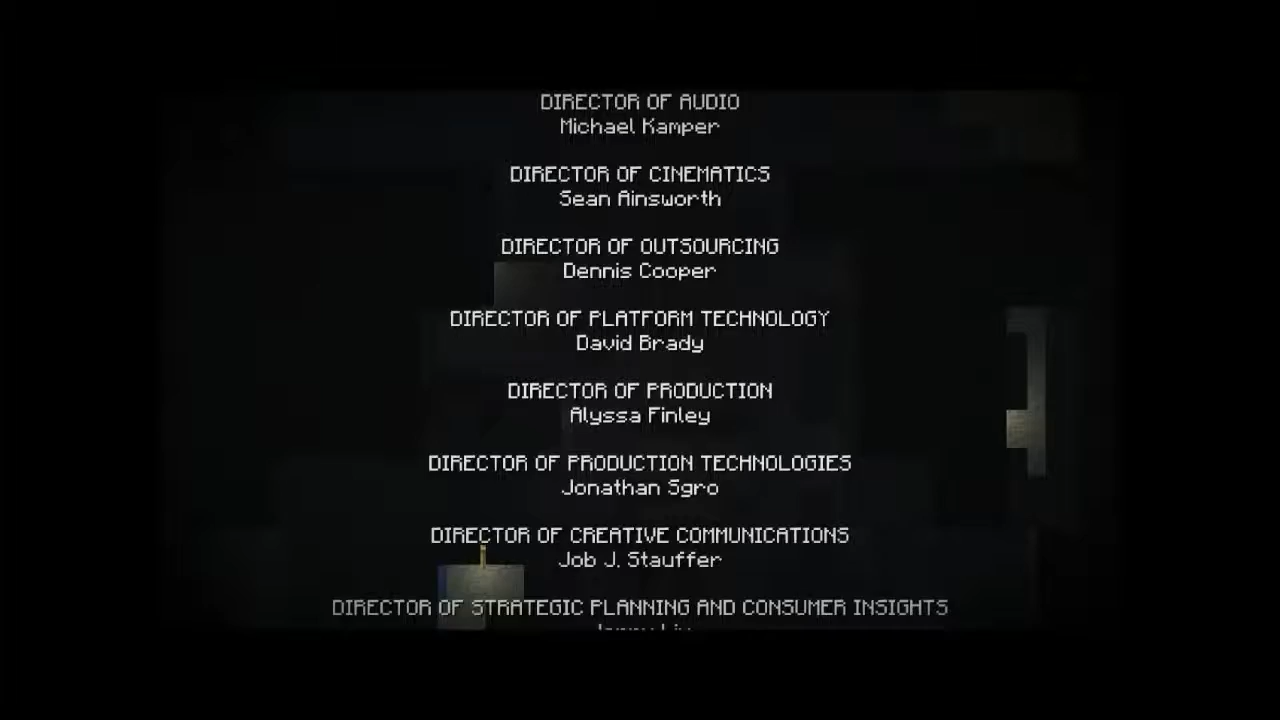 DIRECTOR OF AUDIO
Michael Kamper
DIRECTOR OF CINEMATICS
Sean Ainsworth
DIRECTOR OF OUTSOURCING
Dennis Cooper
DIRECTOR OF PLATFORM TECHNOLOGY
David Brady
DIRECTOR OF PRODUCTION
Alyssa Finley
DIRECTOR OF PRODUCTION TECHNOLOGIES
Jonathan Sgro
DIRECTOR OF CREATIVE COMMUNICATIONS
Job J. Stauffer
DIRECTOR OF STRATEGIC PLANNING AND CONSUMER INSIGHTS